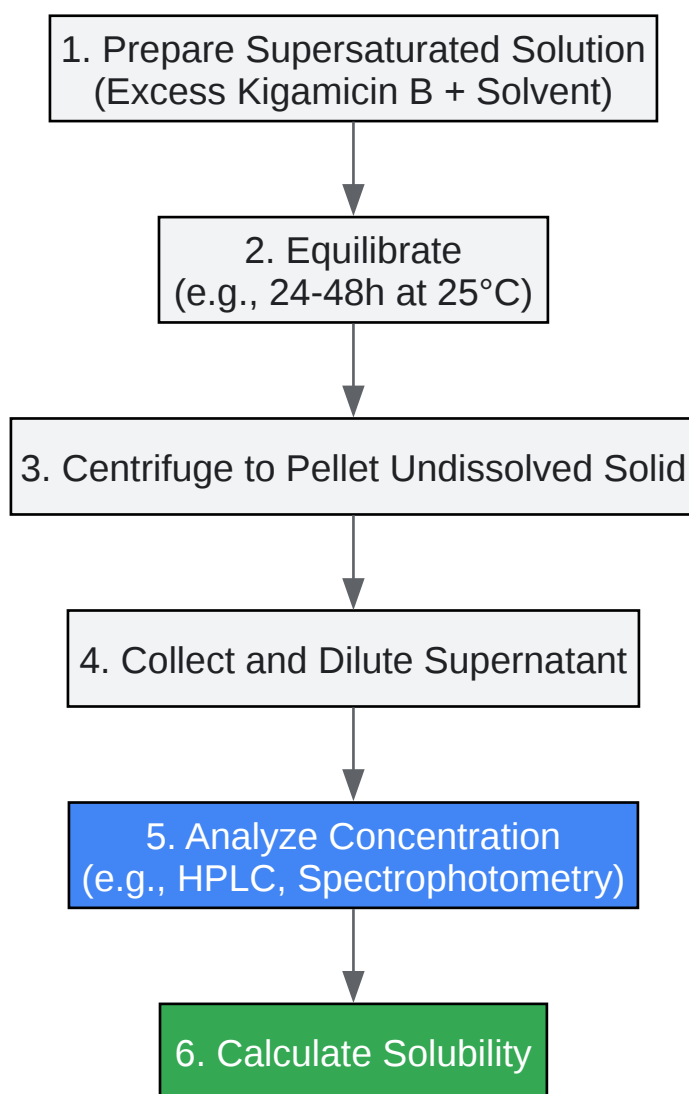 1. Prepare Supersaturated Solution
(Excess Kigamicin B + Solvent)
2. Equilibrate
(e.g., 24-48h at 25°C)
3. Centrifuge to Pellet Undissolved Solid
4. Collect and Dilute Supernatant
5. Analyze Concentration
(e.g., HPLC, Spectrophotometry)
6. Calculate Solubility